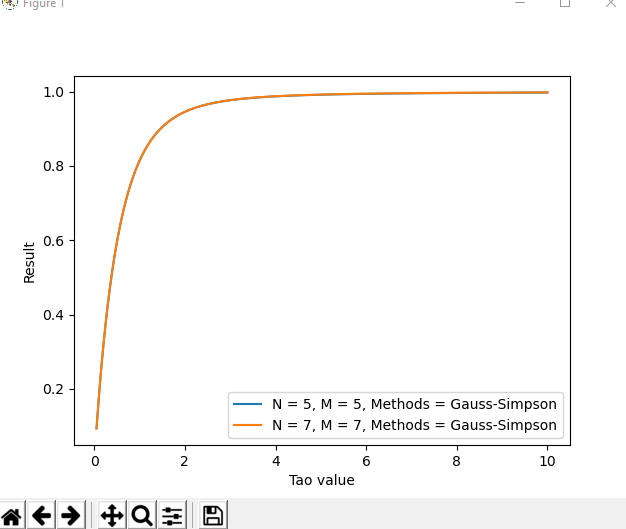 Figure 1
1.0
0.8
0.6
0.4
0.2
Result
N = 5, M = 5, Methods = Gauss-Simpson
N = 7, M = 7, Methods = Gauss-Simpson
0 2 4 6 8 10
Tao value